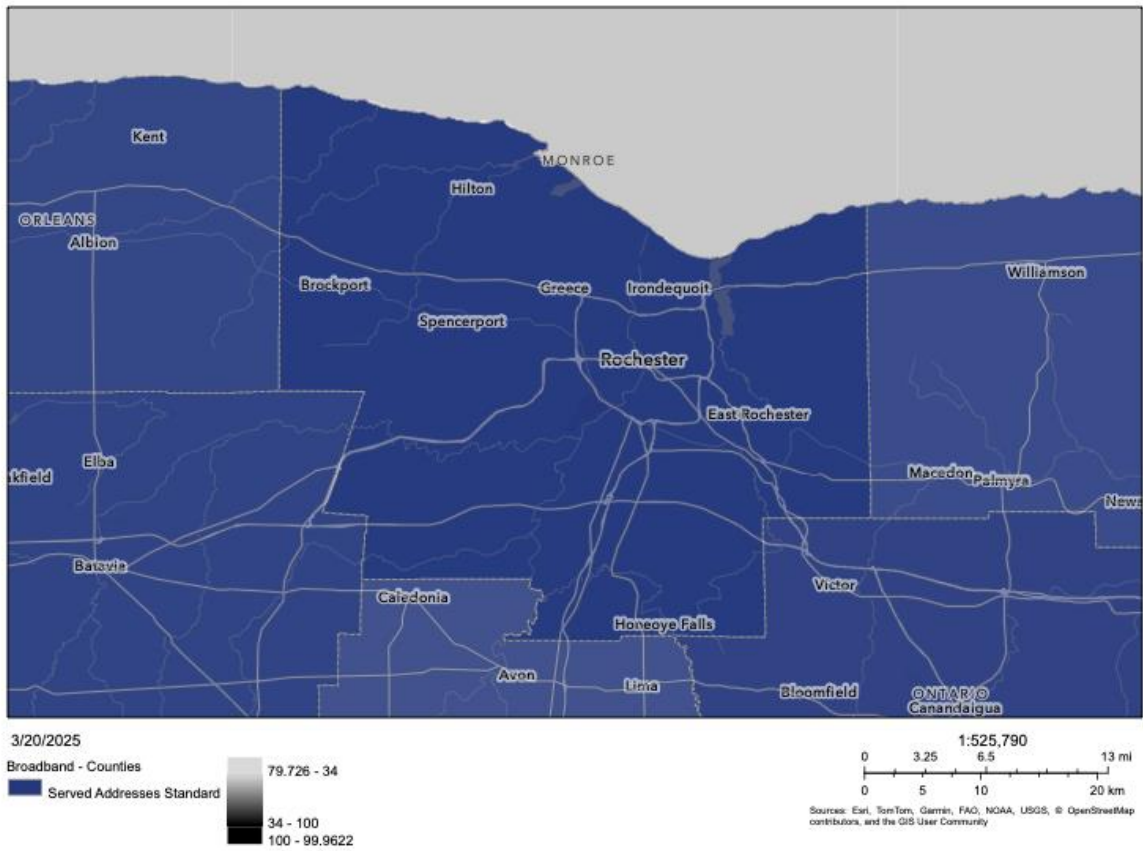 Kent
MONROE
Hilton
ORLEANS
Albion
Williamson
Brockport
Greece
Irondequoit
Spencerport
Rochester
East Rochester
Elba
akfield
Macedon
Palmyra
Newa
Batavia
Victor
Caledonia
Honeoye Falls
Avon
Lima
Bloomfield
ONTARIO
Canandaigua
3/20/2025
Broadband - Counties
Served Addresses Standard
79.726 - 34
34 - 100
100 - 99.9622
1:525,790
0 3.25 6.5 13 mi
0 5 10 20 km
Sources: Esri, TomTom, Garmin, FAO, NOAA, USGS, © OpenStreetMap
contributors, and the GIS User Community